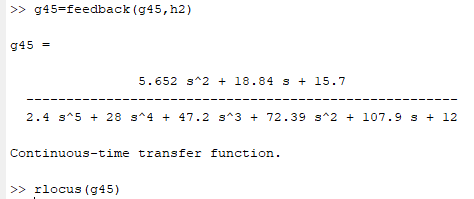 >> g45=feedback(g45,h2)
g45 =
5.652 s^2 + 18.84 s + 15.7
-------------------------------------------------------
2.4 s^5 + 28 s^4 + 47.2 s^3 + 72.39 s^2 + 107.9 s + 12
Continuous-time transfer function.
>> rlocus(g45)